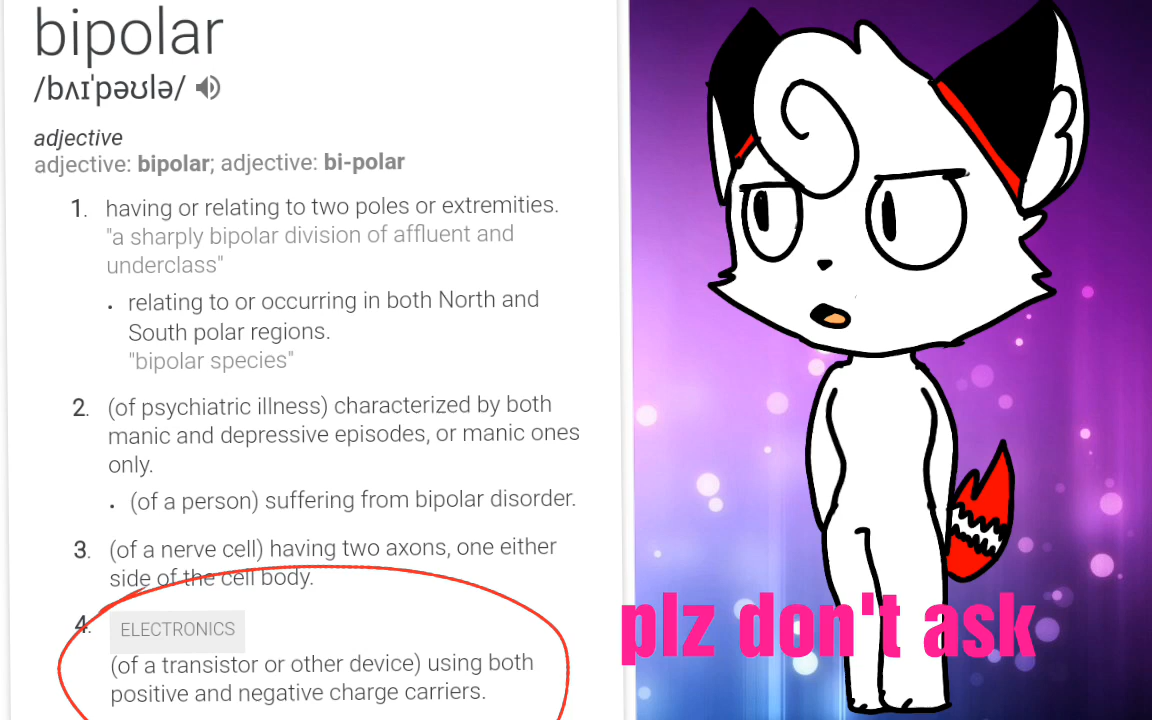 bipolar
/bʌɪˈpəʊlə/
adjective
adjective: bipolar; adjective: bi-polar
1. having or relating to two poles or extremities.
"a sharply bipolar division of affluent and
underclass"
• relating to or occurring in both North and
South polar regions.
"bipolar species"
2. (of psychiatric illness) characterized by both
manic and depressive episodes, or manic ones
only.
• (of a person) suffering from bipolar disorder.
3. (of a nerve cell) having two axons, one either
side of the cell body.
4. ELECTRONICS
(of a transistor or other device) using both
positive and negative charge carriers.
plz don't ask